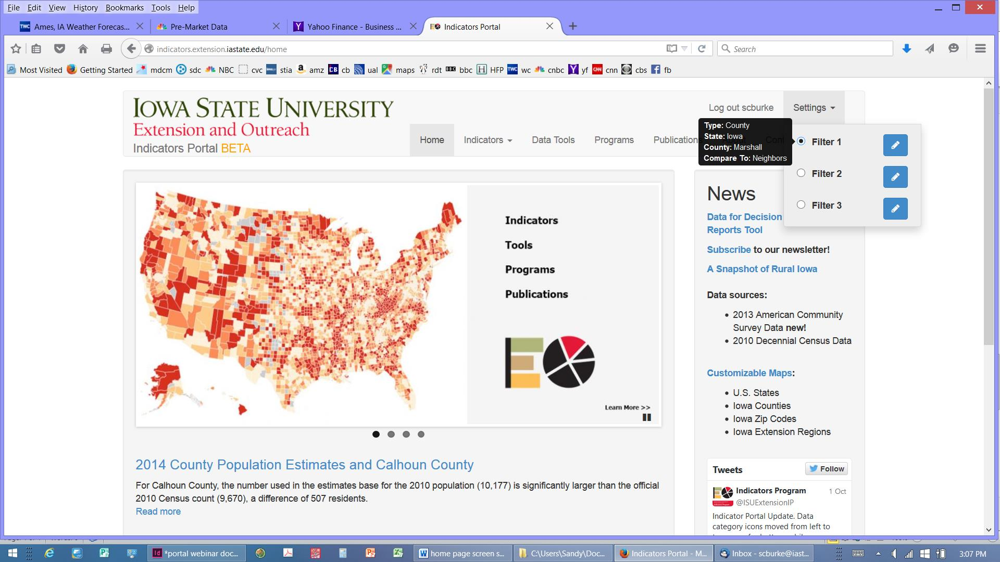 File Edit View History Bookmarks Tools Help
Ames, IA Weather Forecas... Pre-Market Data Yahoo Finance - Business ... Indicators Portal
indicators.extension.iastate.edu/home Search
Most Visited Getting Started mdcm sdc NBC cvc stia amz cb ual maps rdt bbc HFP wc cnbc yf cnn cbs fb
IOWA STATE UNIVERSITY
Extension and Outreach
Indicators Portal BETA
Log out scburke Settings
Home Indicators Data Tools Programs Publications
Type: County
State: Iowa
County: Marshall
Compare To: Neighbors
Filter 1
Filter 2
Filter 3
Indicators
Tools
Programs
Publications
Learn More >>
2014 County Population Estimates and Calhoun County
For Calhoun County, the number used in the estimates base for the 2010 population (10,177) is significantly larger than the official
2010 Census count (9,670), a difference of 507 residents.
Read more
News
Data for Decision
Reports Tool
Subscribe to our newsletter!
A Snapshot of Rural Iowa
Data sources:
2013 American Community
Survey Data new!
2010 Decennial Census Data
Customizable Maps:
U.S. States
Iowa Counties
Iowa Zip Codes
Iowa Extension Regions
Tweets Follow
Indicators Program 1 Oct
@ISUExtensionIP
Indicator Portal Update. Data
category icons moved from left to
*portal webinar doc... home page screen s... C:\Users\Sandy\Doc... Indicators Portal - M... Inbox - scburke@iast... 3:07 PM